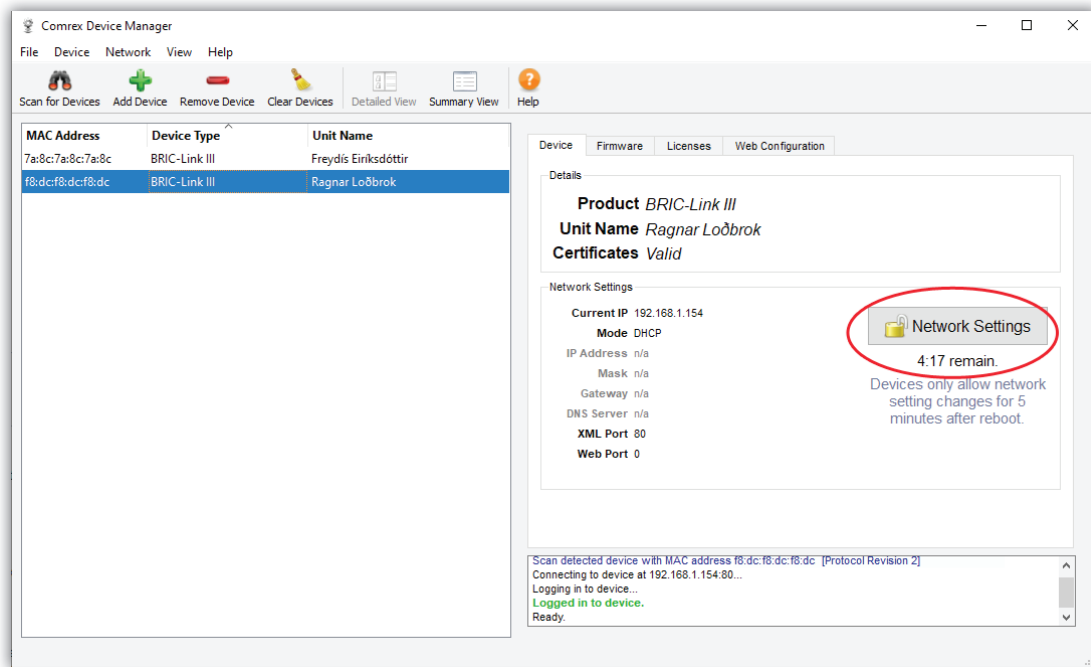 Comrex Device Manager
File Device Network View Help
Scan for Devices Add Device Remove Device Clear Devices Detailed View Summary View Help
MAC Address Device Type Unit Name
7a:8c:7a:8c:7a:8c BRIC-Link III Freydís Eiríksdóttir
f8:dc:f8:dc:f8:dc BRIC-Link III Ragnar Loðbrok
Device Firmware Licenses Web Configuration
Details
Product BRIC-Link III
Unit Name Ragnar Loðbrok
Certificates Valid
Network Settings
Current IP 192.168.1.154
Mode DHCP
IP Address n/a
Mask n/a
Gateway n/a
DNS Server n/a
XML Port 80
Web Port 0
Network Settings
4:17 remain.
Devices only allow network
setting changes for 5
minutes after reboot.
Scan detected device with MAC address f8:dc:f8:dc:f8:dc [Protocol Revision 2]
Connecting to device at 192.168.1.154:80...
Logging in to device...
Logged in to device.
Ready.